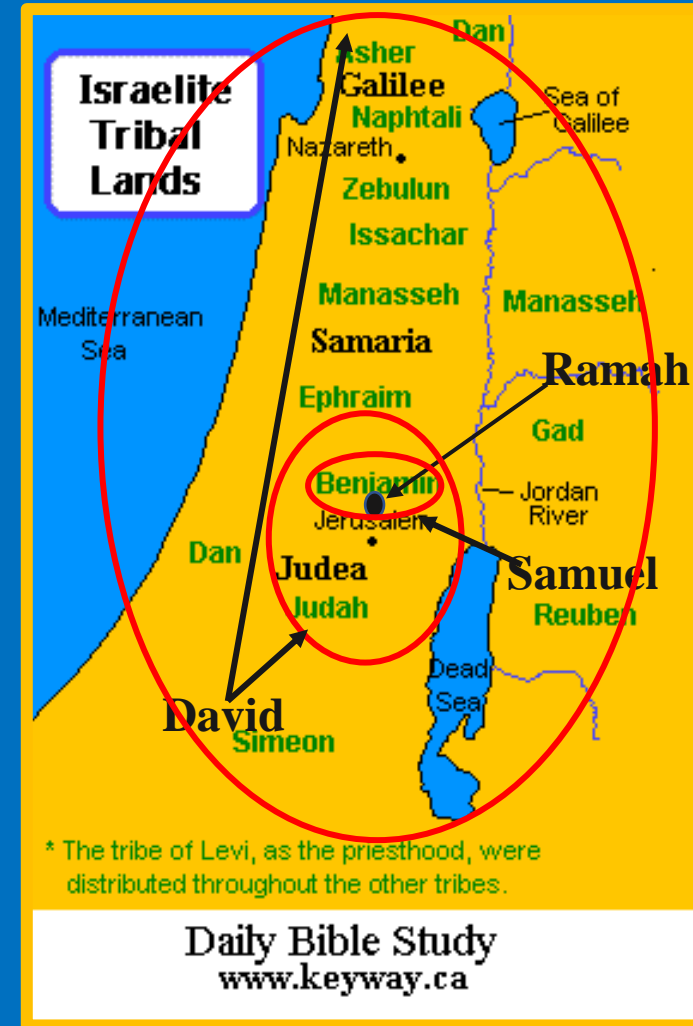 Israelite
Tribal
Lands
Dan
Asher
Galilee
Naphtali
Sea of
Galilee
Nazareth
Zebulun
Issachar
Manasseh
Manasseh
Mediterranean
Sea
Samaria
Ramah
Ephraim
Gad
Benjamin
Jordan
River
Jerusalem
Dan
Judea
Samuel
Judah
Reuben
Dead
Sea
David
Simeon
* The tribe of Levi, as the priesthood, were
distributed throughout the other tribes.
Daily Bible Study
www.keyway.ca